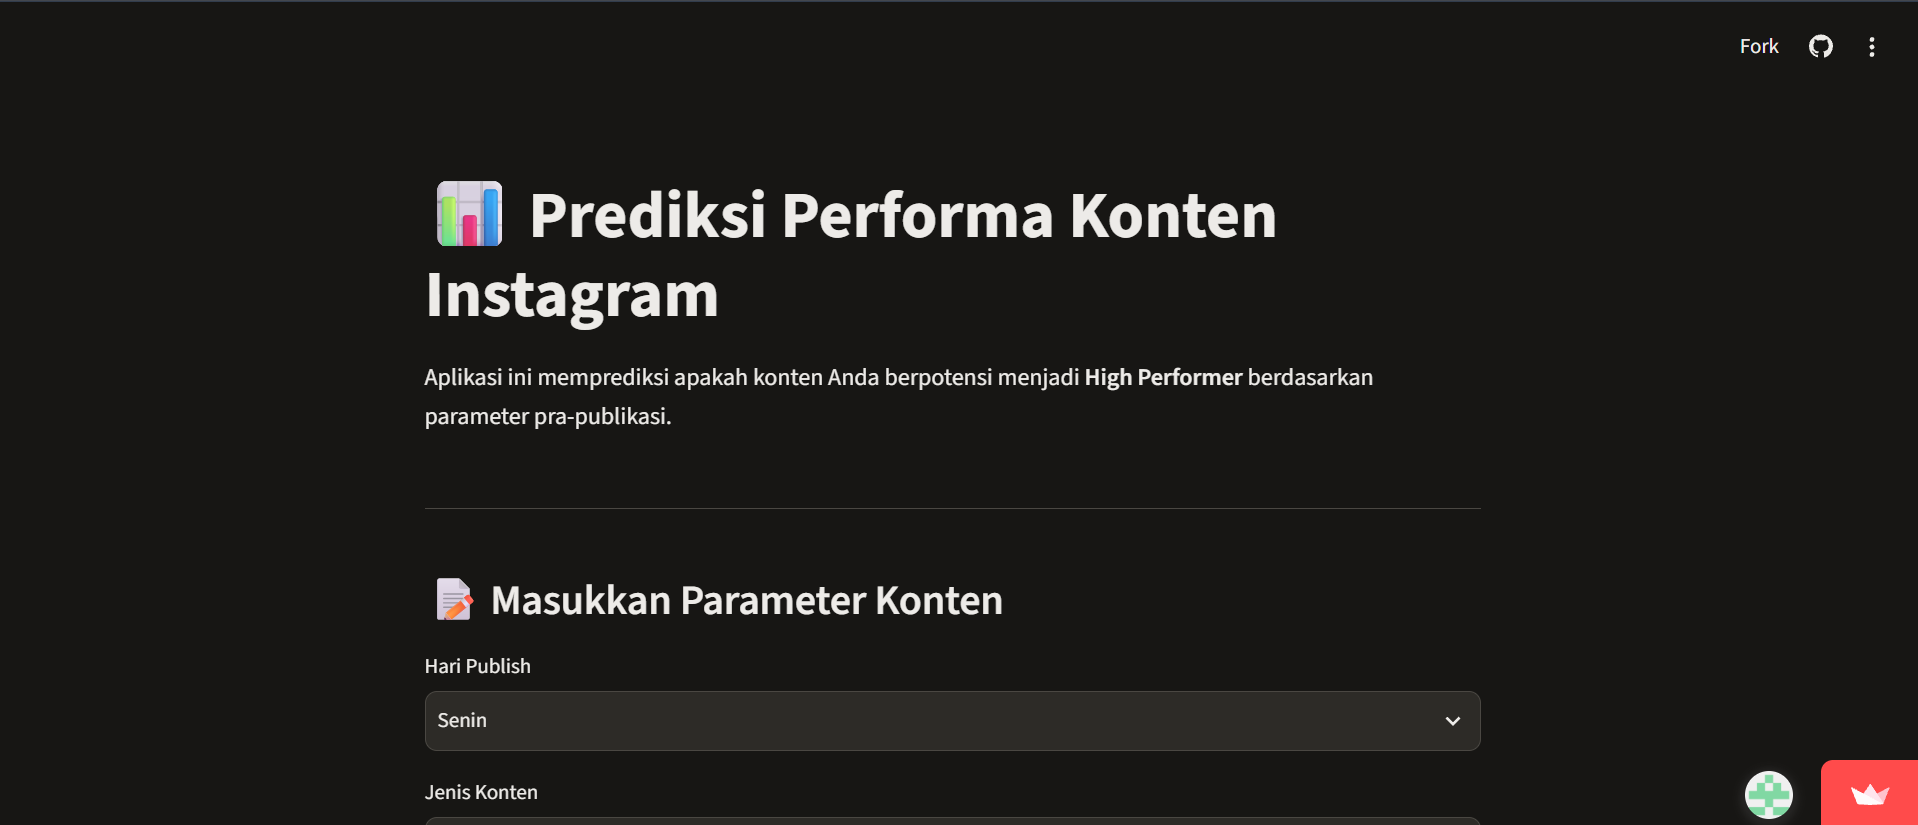 Fork
Prediksi Performa Konten
Instagram
Aplikasi ini memprediksi apakah konten Anda berpotensi menjadi High Performer berdasarkan
parameter pra-publikasi.
Masukkan Parameter Konten
Hari Publish
Senin
Jenis Konten